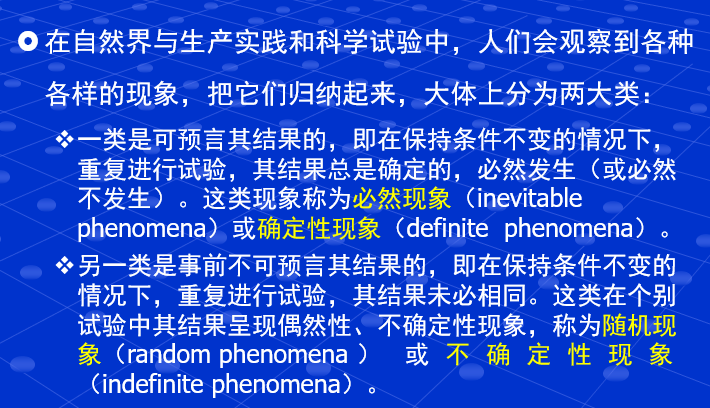 在自然界与生产实践和科学试验中，人们会观察到各种
各样的现象，把它们归纳起来，大体上分为两大类：
❖一类是可预言其结果的，即在保持条件不变的情况下，
重复进行试验，其结果总是确定的，必然发生（或必然
不发生）。这类现象称为必然现象（inevitable
phenomena）或确定性现象（definite phenomena）。
❖另一类是事前不可预言其结果的，即在保持条件不变的
情况下，重复进行试验，其结果未必相同。这类在个别
试验中其结果呈现偶然性、不确定性现象，称为随机现
象（random phenomena ） 或 不 确 定 性 现 象
（indefinite phenomena）。